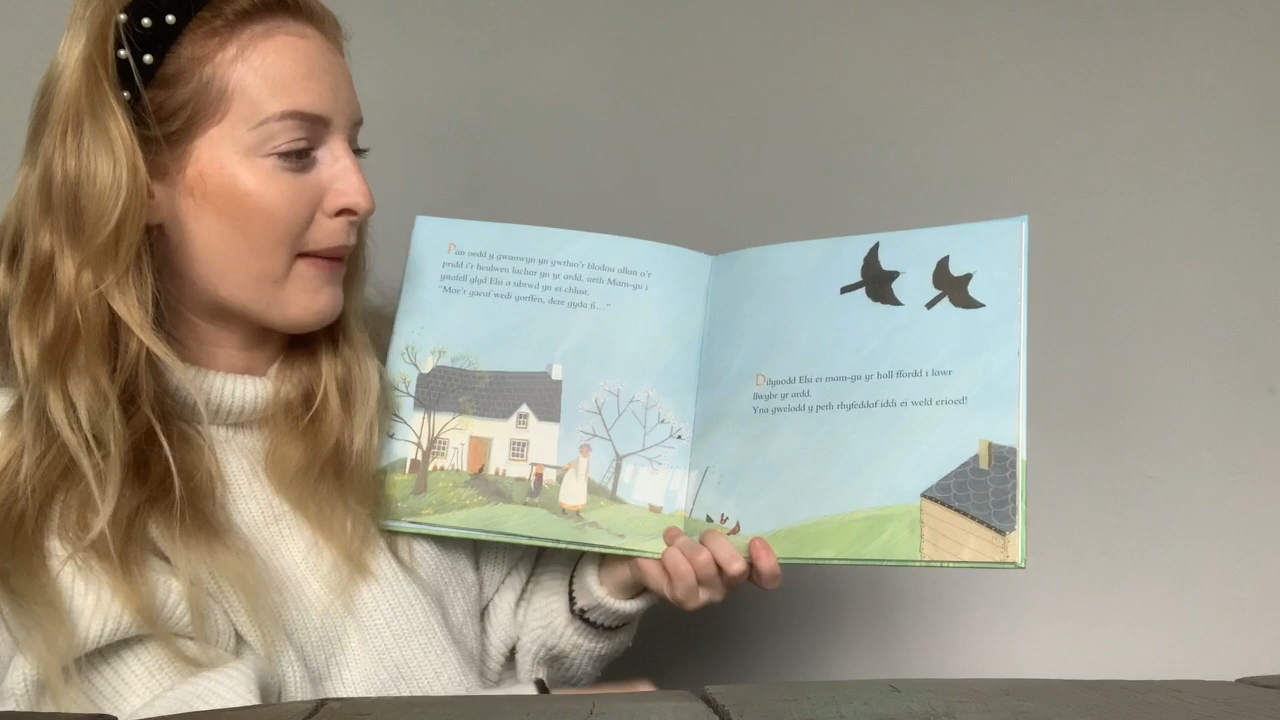 Pan oedd y gwanwyn yn gwthio'r blodau allan o'r
pridd i'r heulwen lachar yn yr ardd, aeth Mam-gu i
ystafell glyd Elsi a sibrwd yn ei chlust,
"Mae'r gaeaf wedi gorffen, dere gyda fi..."
Dilynodd Elsi ei mam-gu yr holl ffordd i lawr
llwybr yr ardd.
Yna gwelodd y peth rhyfeddaf iddi ei weld erioed!